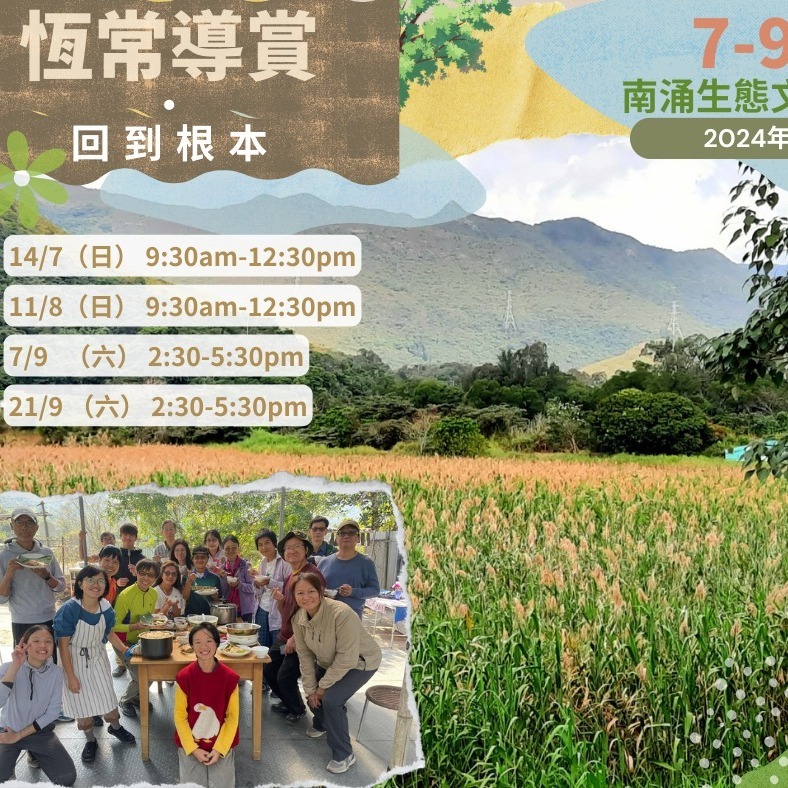 恆常導賞
•
回到根本
7-9
南涌生態文
2024年
14/7（日） 9:30am-12:30pm
11/8（日） 9:30am-12:30pm
7/9 （六） 2:30-5:30pm
21/9 （六） 2:30-5:30pm